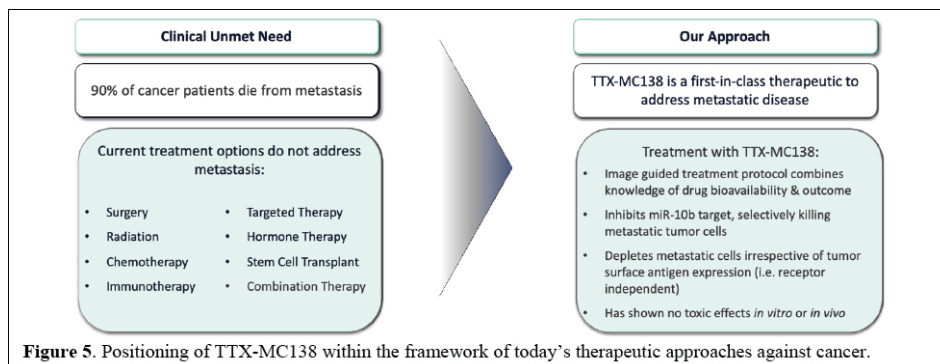 Clinical Unmet Need
90% of cancer patients die from metastasis
Current treatment options do not address
metastasis:
• Surgery
• Radiation
• Chemotherapy
• Immunotherapy
• Targeted Therapy
• Hormone Therapy
• Stem Cell Transplant
• Combination Therapy
Our Approach
TTX-MC138 is a first-in-class therapeutic to
address metastatic disease
Treatment with TTX-MC138:
• Image guided treatment protocol combines
knowledge of drug bioavailability & outcome
• Inhibits miR-10b target, selectively killing
metastatic tumor cells
• Depletes metastatic cells irrespective of tumor
surface antigen expression (i.e. receptor
independent)
• Has shown no toxic effects in vitro or in vivo
Figure 5. Positioning of TTX-MC138 within the framework of today's therapeutic approaches against cancer.